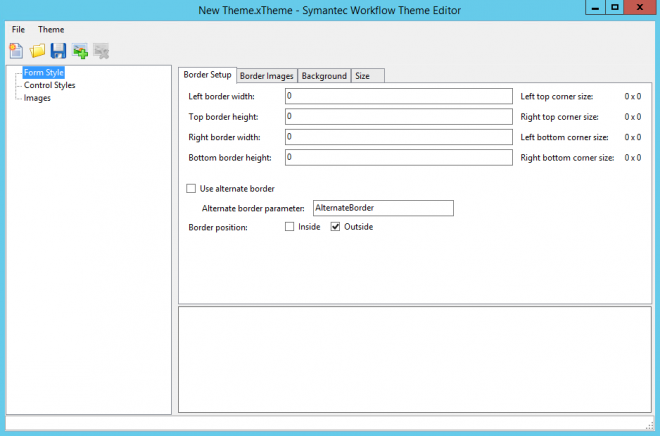 New Theme.xTheme - Symantec Workflow Theme Editor
File Theme
Form Style
Control Styles
Images
Border Setup Border Images Background Size
Left border width: 0 Left top corner size: 0 x 0
Top border height: 0 Right top corner size: 0 x 0
Right border width: 0 Left bottom corner size: 0 x 0
Bottom border height: 0 Right bottom corner size: 0 x 0
Use alternate border
Alternate border parameter: AlternateBorder
Border position: Inside Outside